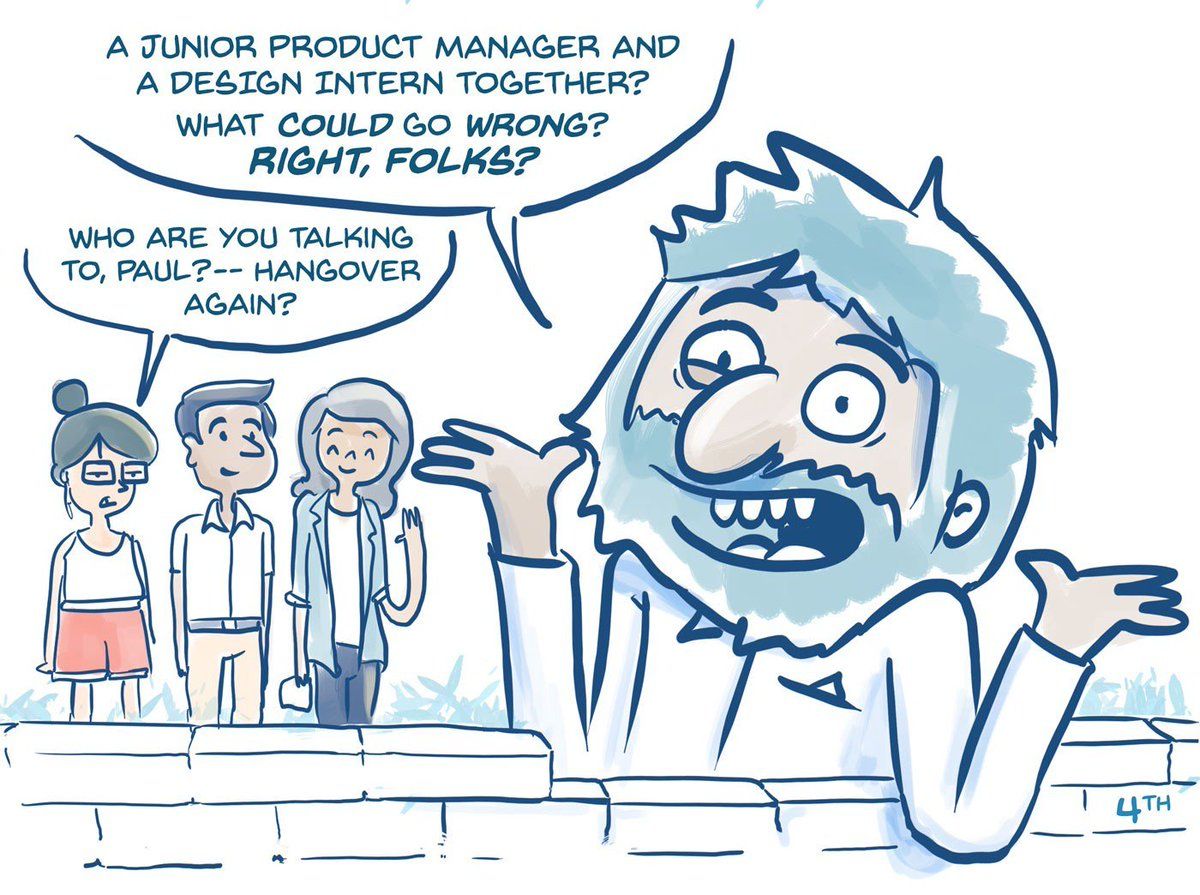 A JUNIOR PRODUCT MANAGER AND
A DESIGN INTERN TOGETHER?
WHAT COULD GO WRONG?
RIGHT, FOLKS?
WHO ARE YOU TALKING
TO, PAUL?-- HANGOVER
AGAIN?
4TH